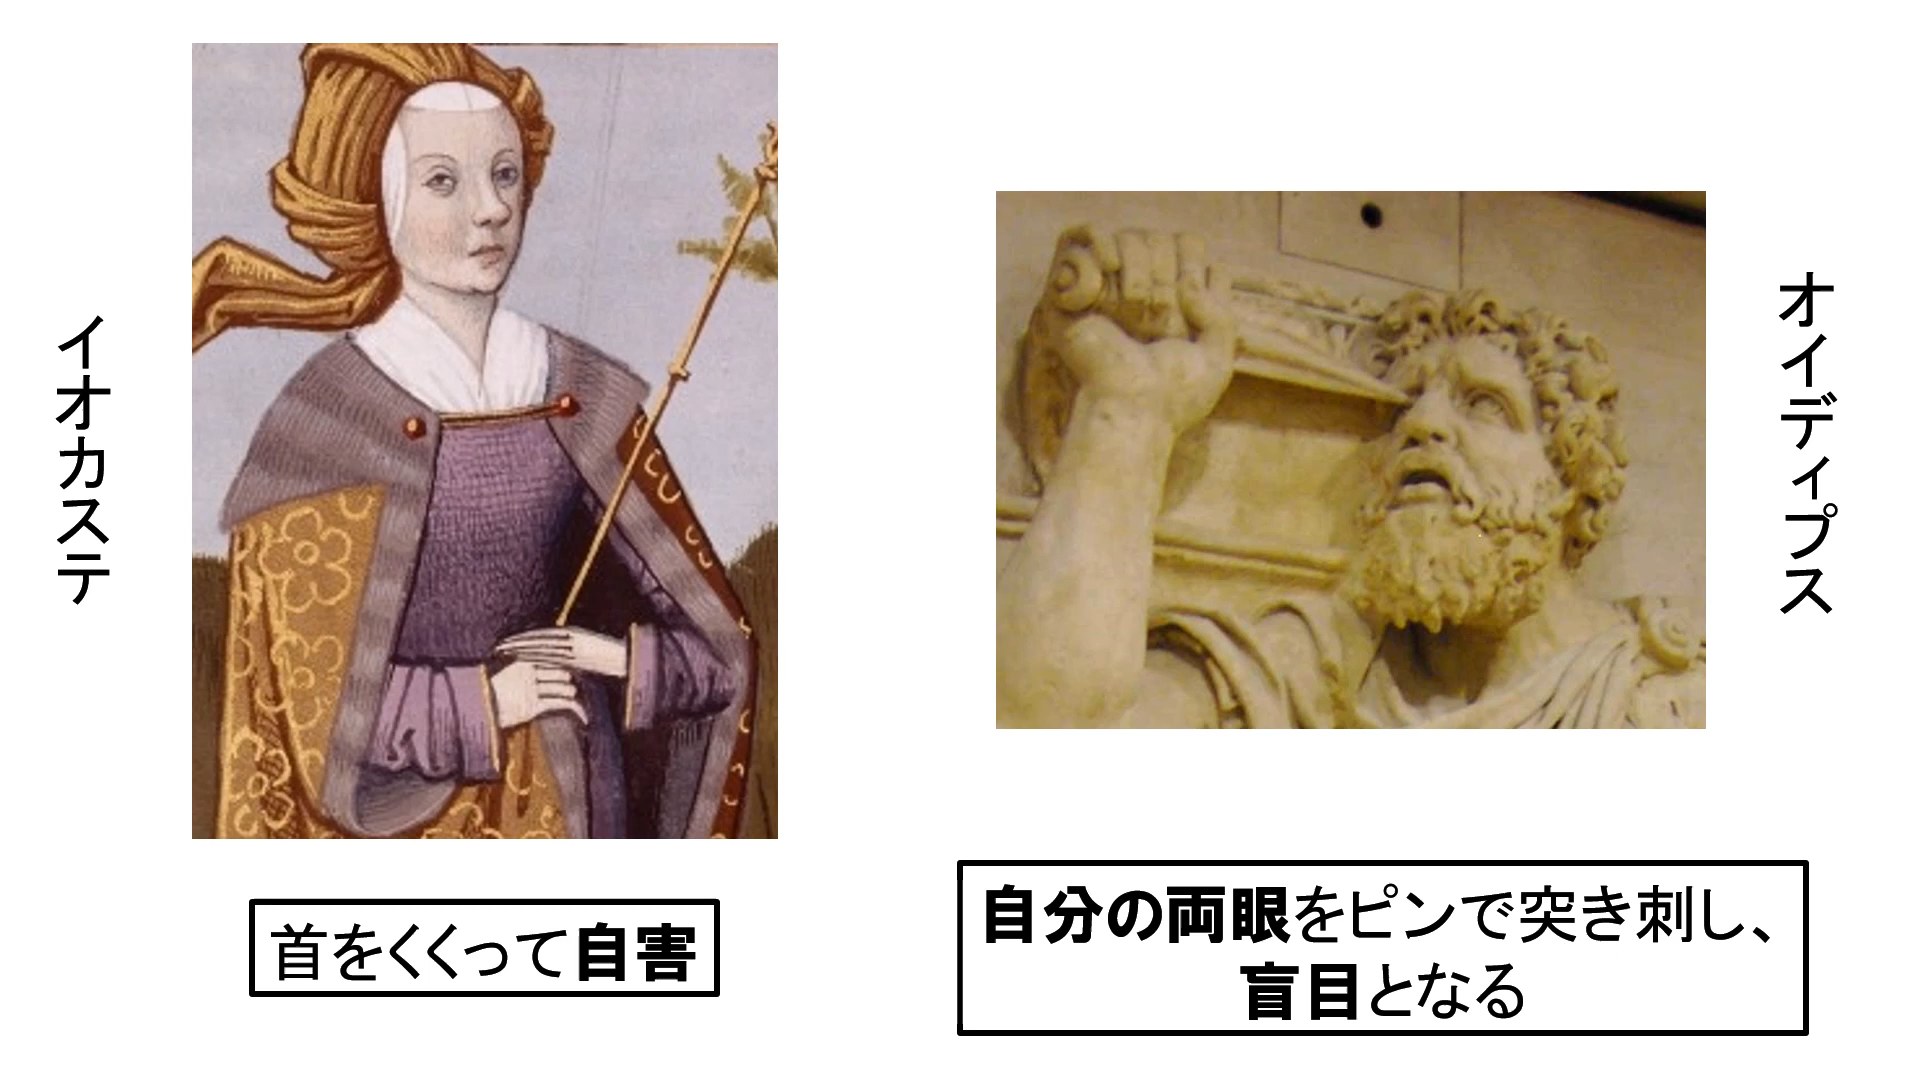 イオカステ
首をくくって自害
オイディプス
自分の両眼をピンで突き刺し、
盲目となる